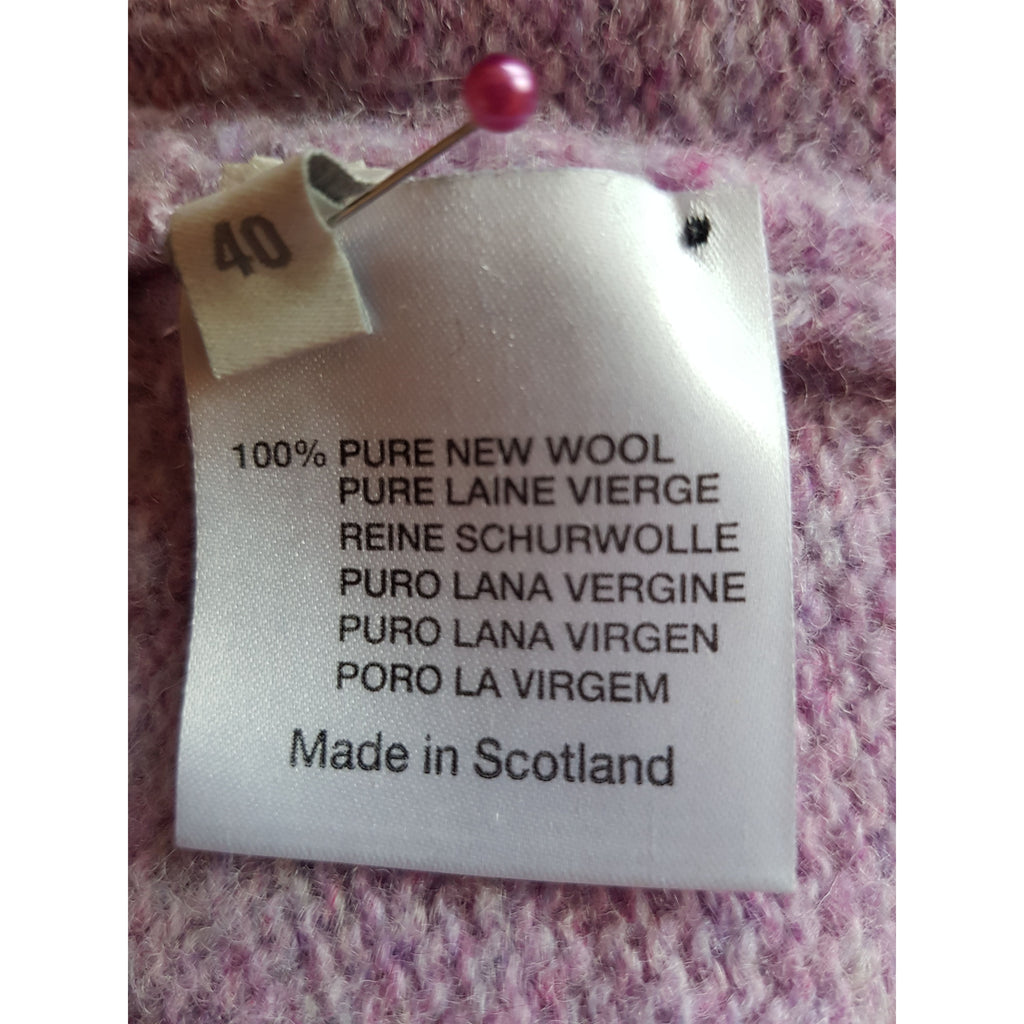 40
100% PURE NEW WOOL
PURE LAINE VIERGE
REINE SCHURWOLLE
PURO LANA VERGINE
PURO LANA VIRGEN
PORO LA VIRGEM
Made in Scotland